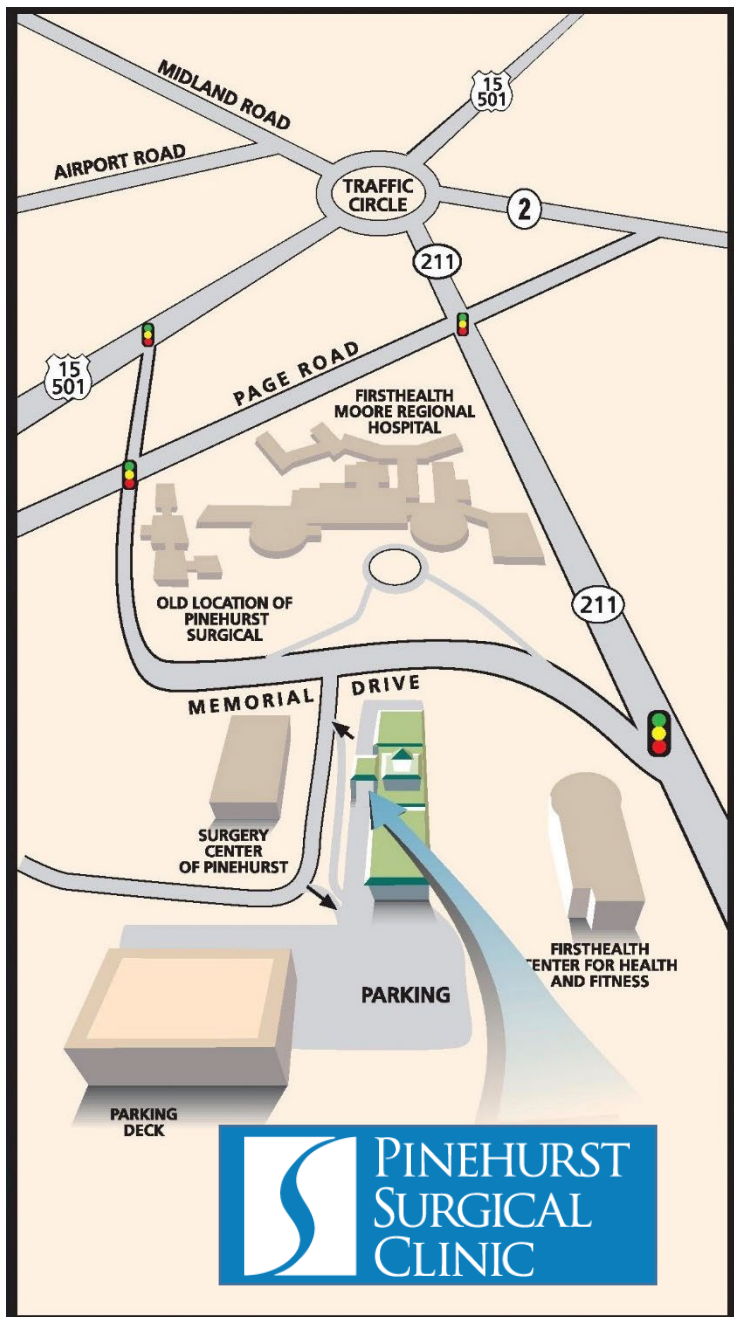 MIDLAND ROAD
15
501
AIRPORT ROAD
TRAFFIC
CIRCLE
2
211
15
501
PAGE ROAD
FIRSTHEALTH
MOORE REGIONAL
HOSPITAL
OLD LOCATION OF
PINEHURST
SURGICAL
211
MEMORIAL DRIVE
SURGERY
CENTER
OF PINEHURST
FIRSTHEALTH
CENTER FOR HEALTH
AND FITNESS
PARKING
PARKING
DECK
PINEHURST
SURGICAL
CLINIC